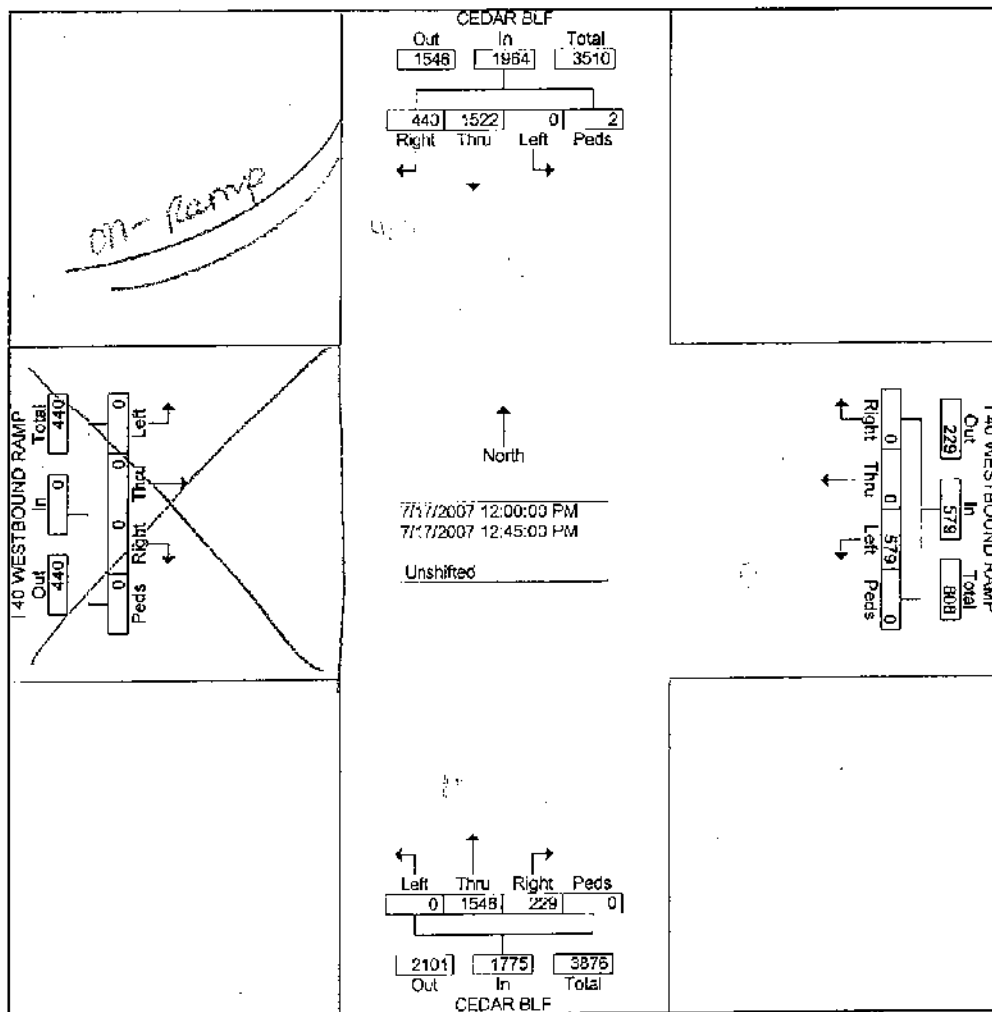 CEDAR BLF
Out In Total
1546 1964 3510
440 1522 0 2
Right Thru Left Peds
on-Ramp
I 40 WESTBOUND RAMP
Total In Out
440 0 440
0 0 0 0
Left Thru Right Peds
North
7/17/2007 12:00:00 PM
7/17/2007 12:45:00 PM
Unshifted
I 40 WESTBOUND RAMP
Out In Total
229 579 808
0 0 579 0
Right Thru Left Peds
Left Thru Right Peds
0 1546 229 0
2101 1775 3876
Out In Total
CEDAR BLF